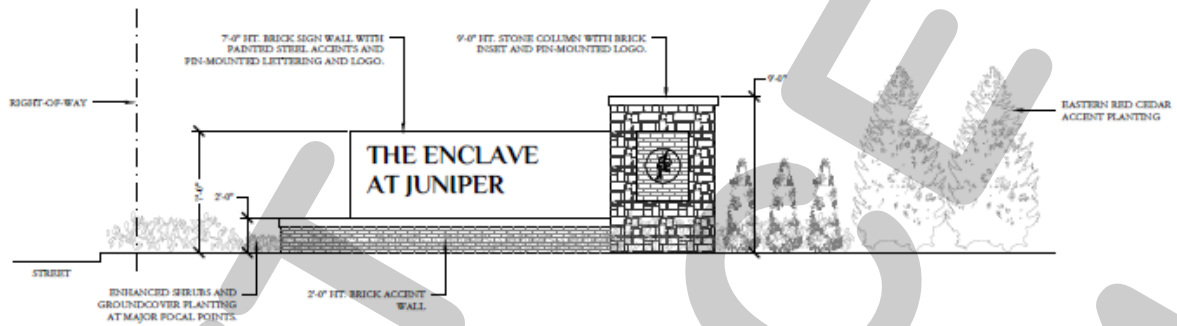 7'-0" HT. BRICK SIGN WALL WITH
PAINTED STEEL ACCENTS AND
PIN-MOUNTED LETTERING AND LOGO.
9'-0" HT. STONE COLUMN WITH BRICK
INSET AND PIN-MOUNTED LOGO.
9'-0"
RIGHT-OF-WAY
EASTERN RED CEDAR
ACCENT PLANTING
THE ENCLAVE
AT JUNIPER
7'-0"
2'-0"
STREET
ENHANCED SHRUBS AND
GROUNDCOVER PLANTING
AT MAJOR FOCAL POINTS.
2'-0" HT. BRICK ACCENT
WALL